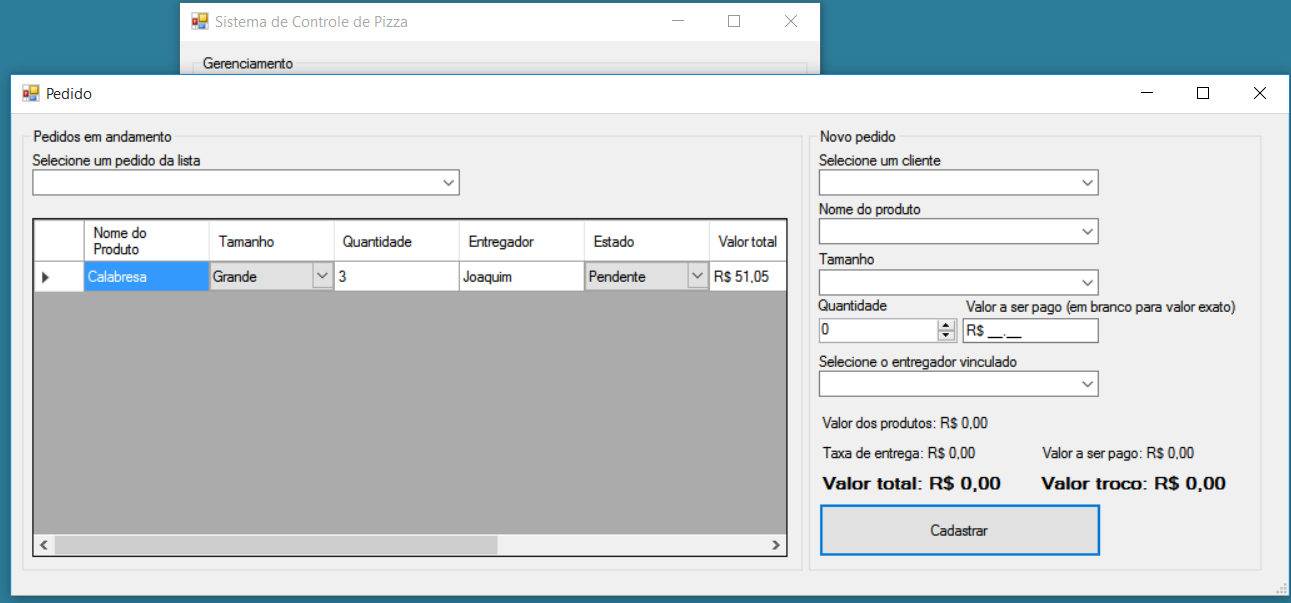 Sistema de Controle de Pizza
Gerenciamento
Pedido
Pedidos em andamento
Selecione um pedido da lista
Nome do
Produto
Tamanho
Quantidade
Entregador
Estado
Valor total
Calabresa
Grande
3
Joaquim
Pendente
R$ 51,05
Novo pedido
Selecione um cliente
Nome do produto
Tamanho
Quantidade
Valor a ser pago (em branco para valor exato)
0
R$ __.__
Selecione o entregador vinculado
Valor dos produtos: R$ 0,00
Taxa de entrega: R$ 0,00
Valor a ser pago: R$ 0,00
Valor total: R$ 0,00
Valor troco: R$ 0,00
Cadastrar